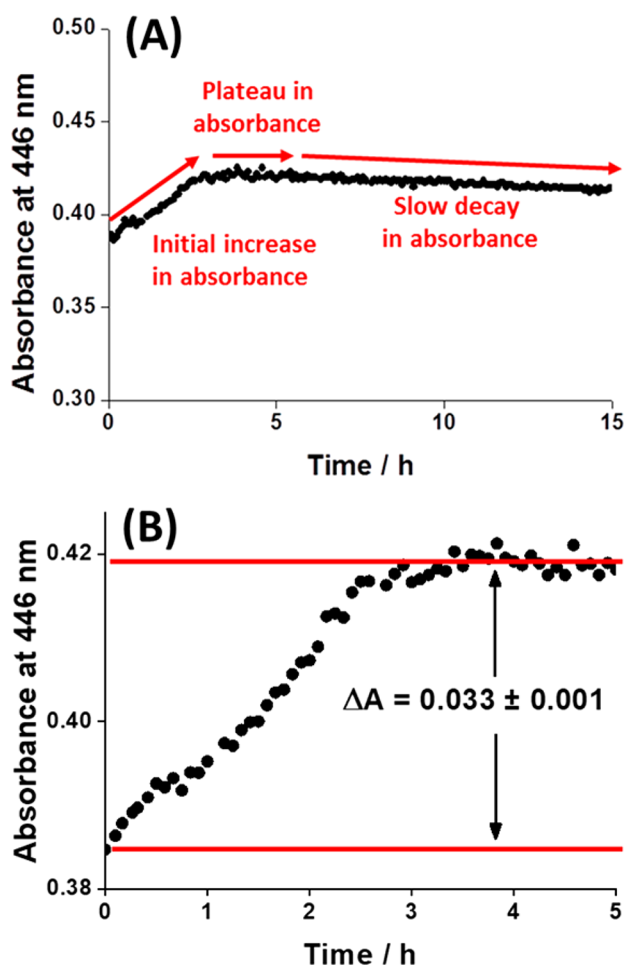 (A)
0.50
0.45
0.40
0.30
Absorbance at 446 nm
Plateau in
absorbance
Initial increase
in absorbance
Slow decay
in absorbance
0
5
10
15
Time / h
(B)
0.42
0.40
0.38
Absorbance at 446 nm
ΔA = 0.033 ± 0.001
0
1
2
3
4
5
Time / h